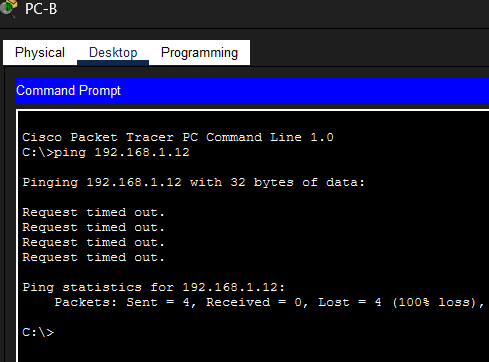 PC-B
Physical Desktop Programming
Command Prompt
Cisco Packet Tracer PC Command Line 1.0
C:\>ping 192.168.1.12
Pinging 192.168.1.12 with 32 bytes of data:
Request timed out.
Request timed out.
Request timed out.
Request timed out.
Ping statistics for 192.168.1.12:
Packets: Sent = 4, Received = 0, Lost = 4 (100% loss),
C:\>